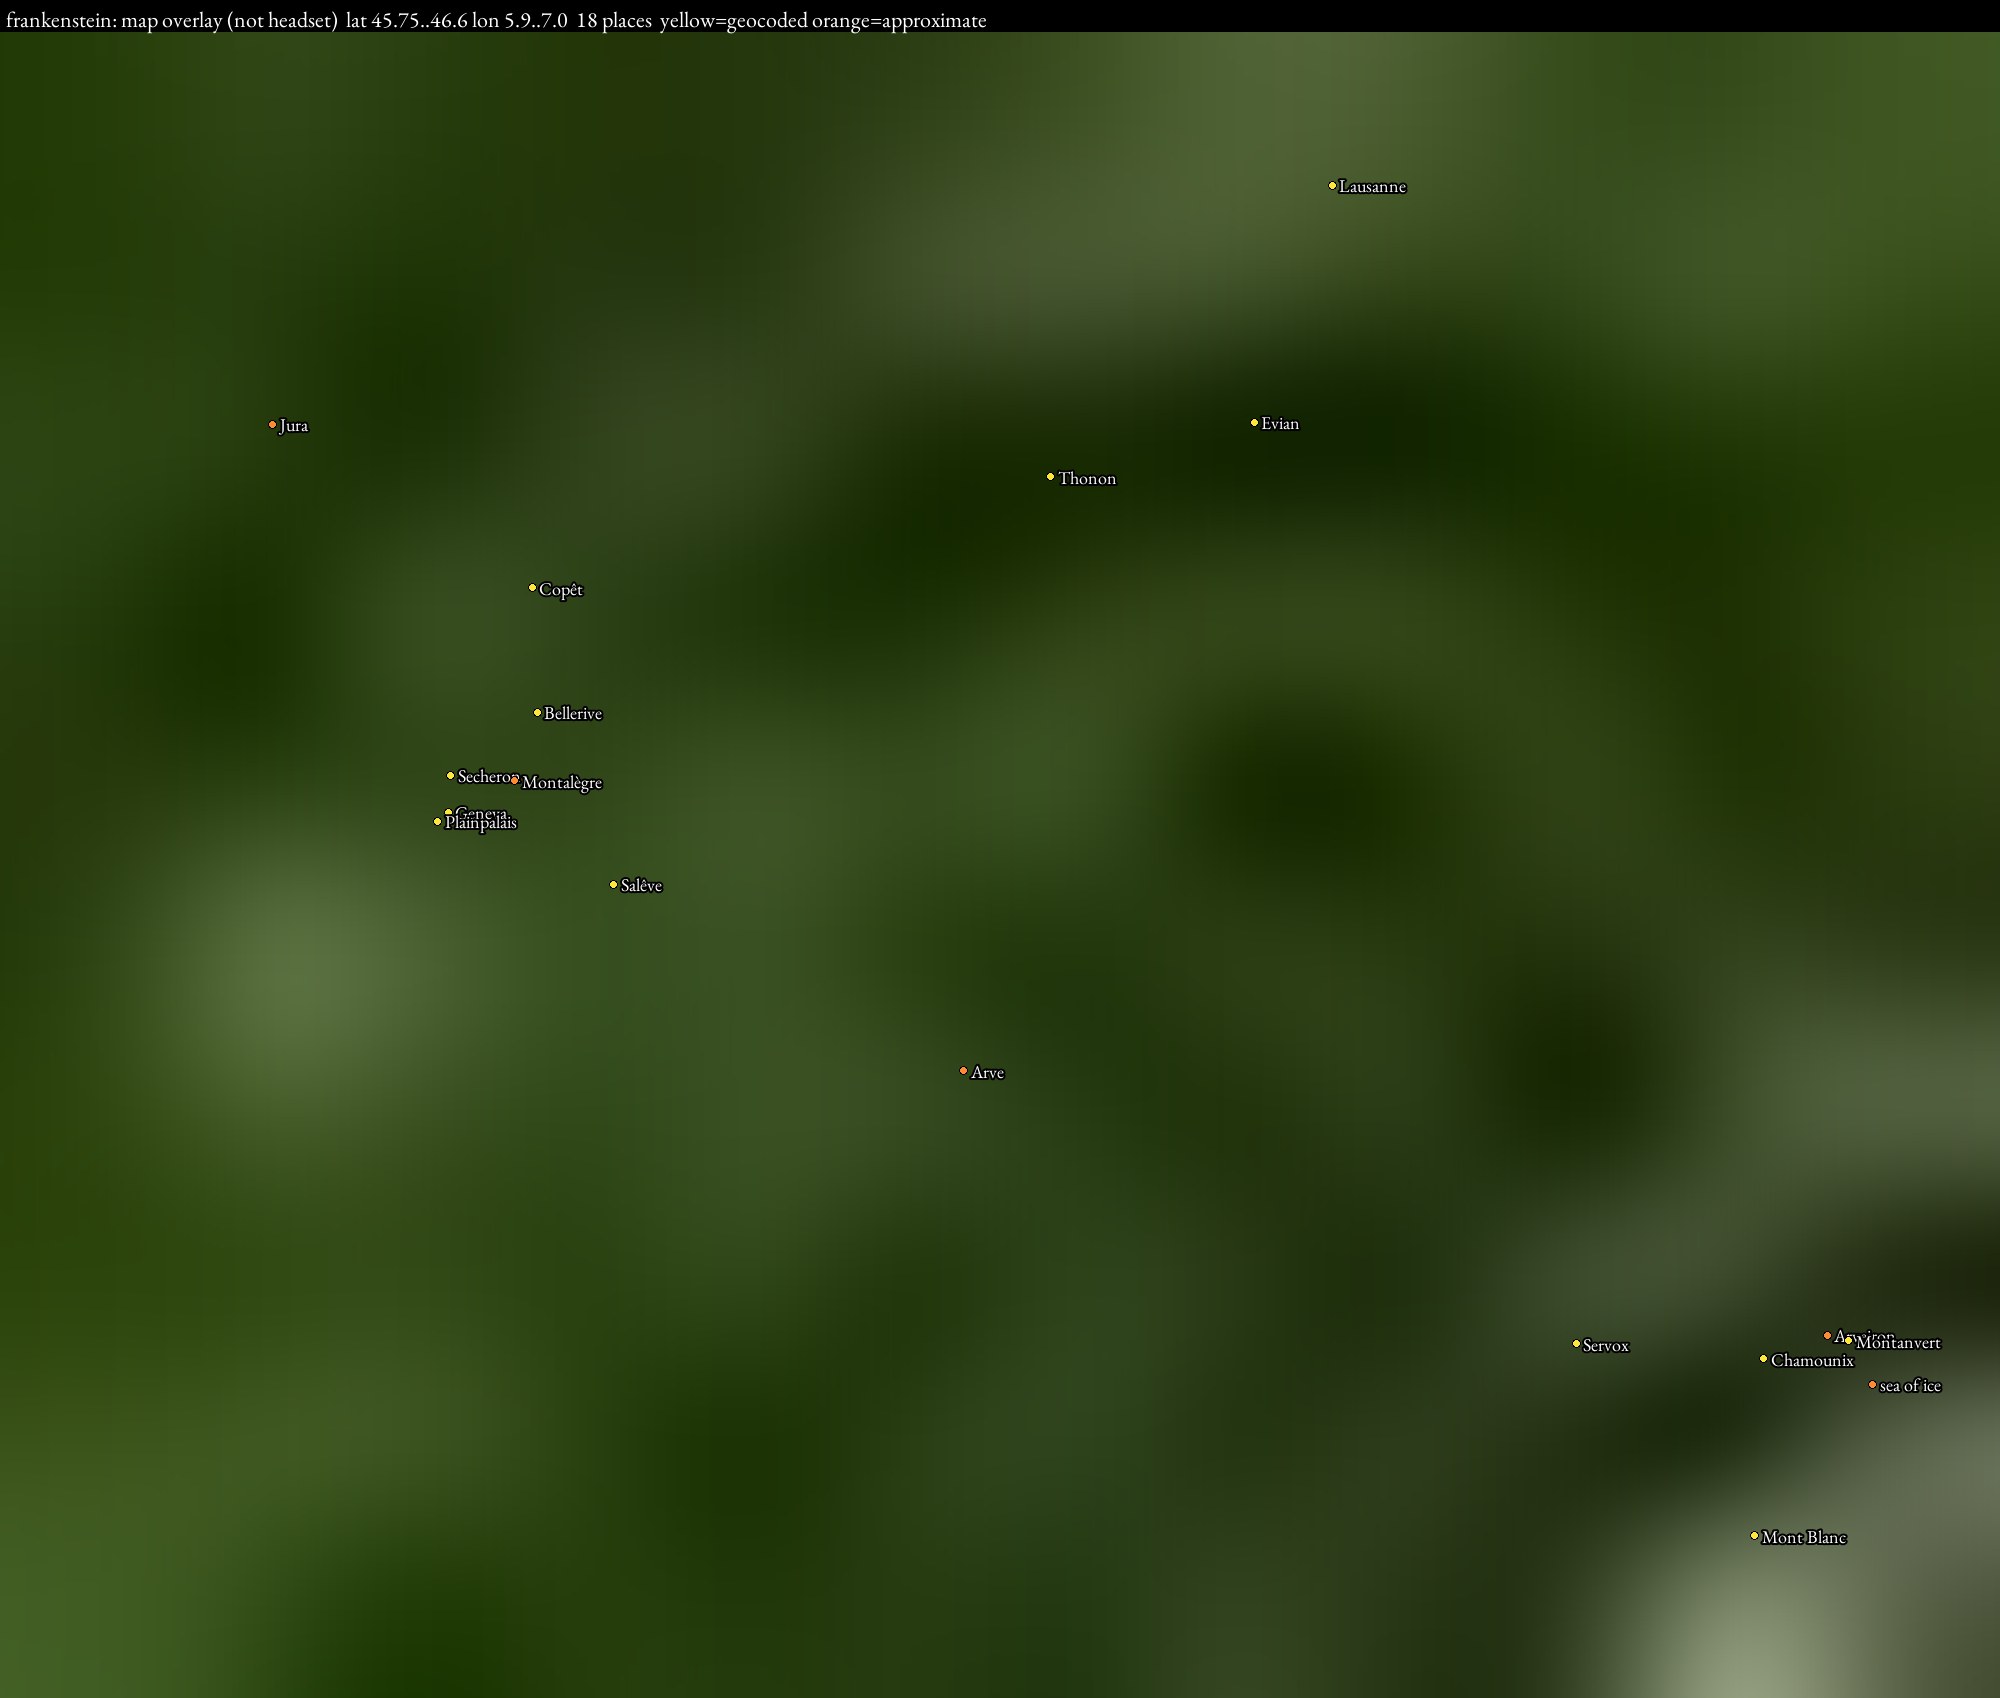 frankenstein: map overlay (not headset) lat 45.75..46.6 lon 5.9..7.0 18 places yellow=geocoded orange=approximate
Lausanne
Jura
Evian
Thonon
Copêt
Bellerive
Secheron
Montalègre
Geneva
Plainpalais
Salêve
Arve
Servox
Montanvert
Chamounix
sea of ice
Mont Blanc